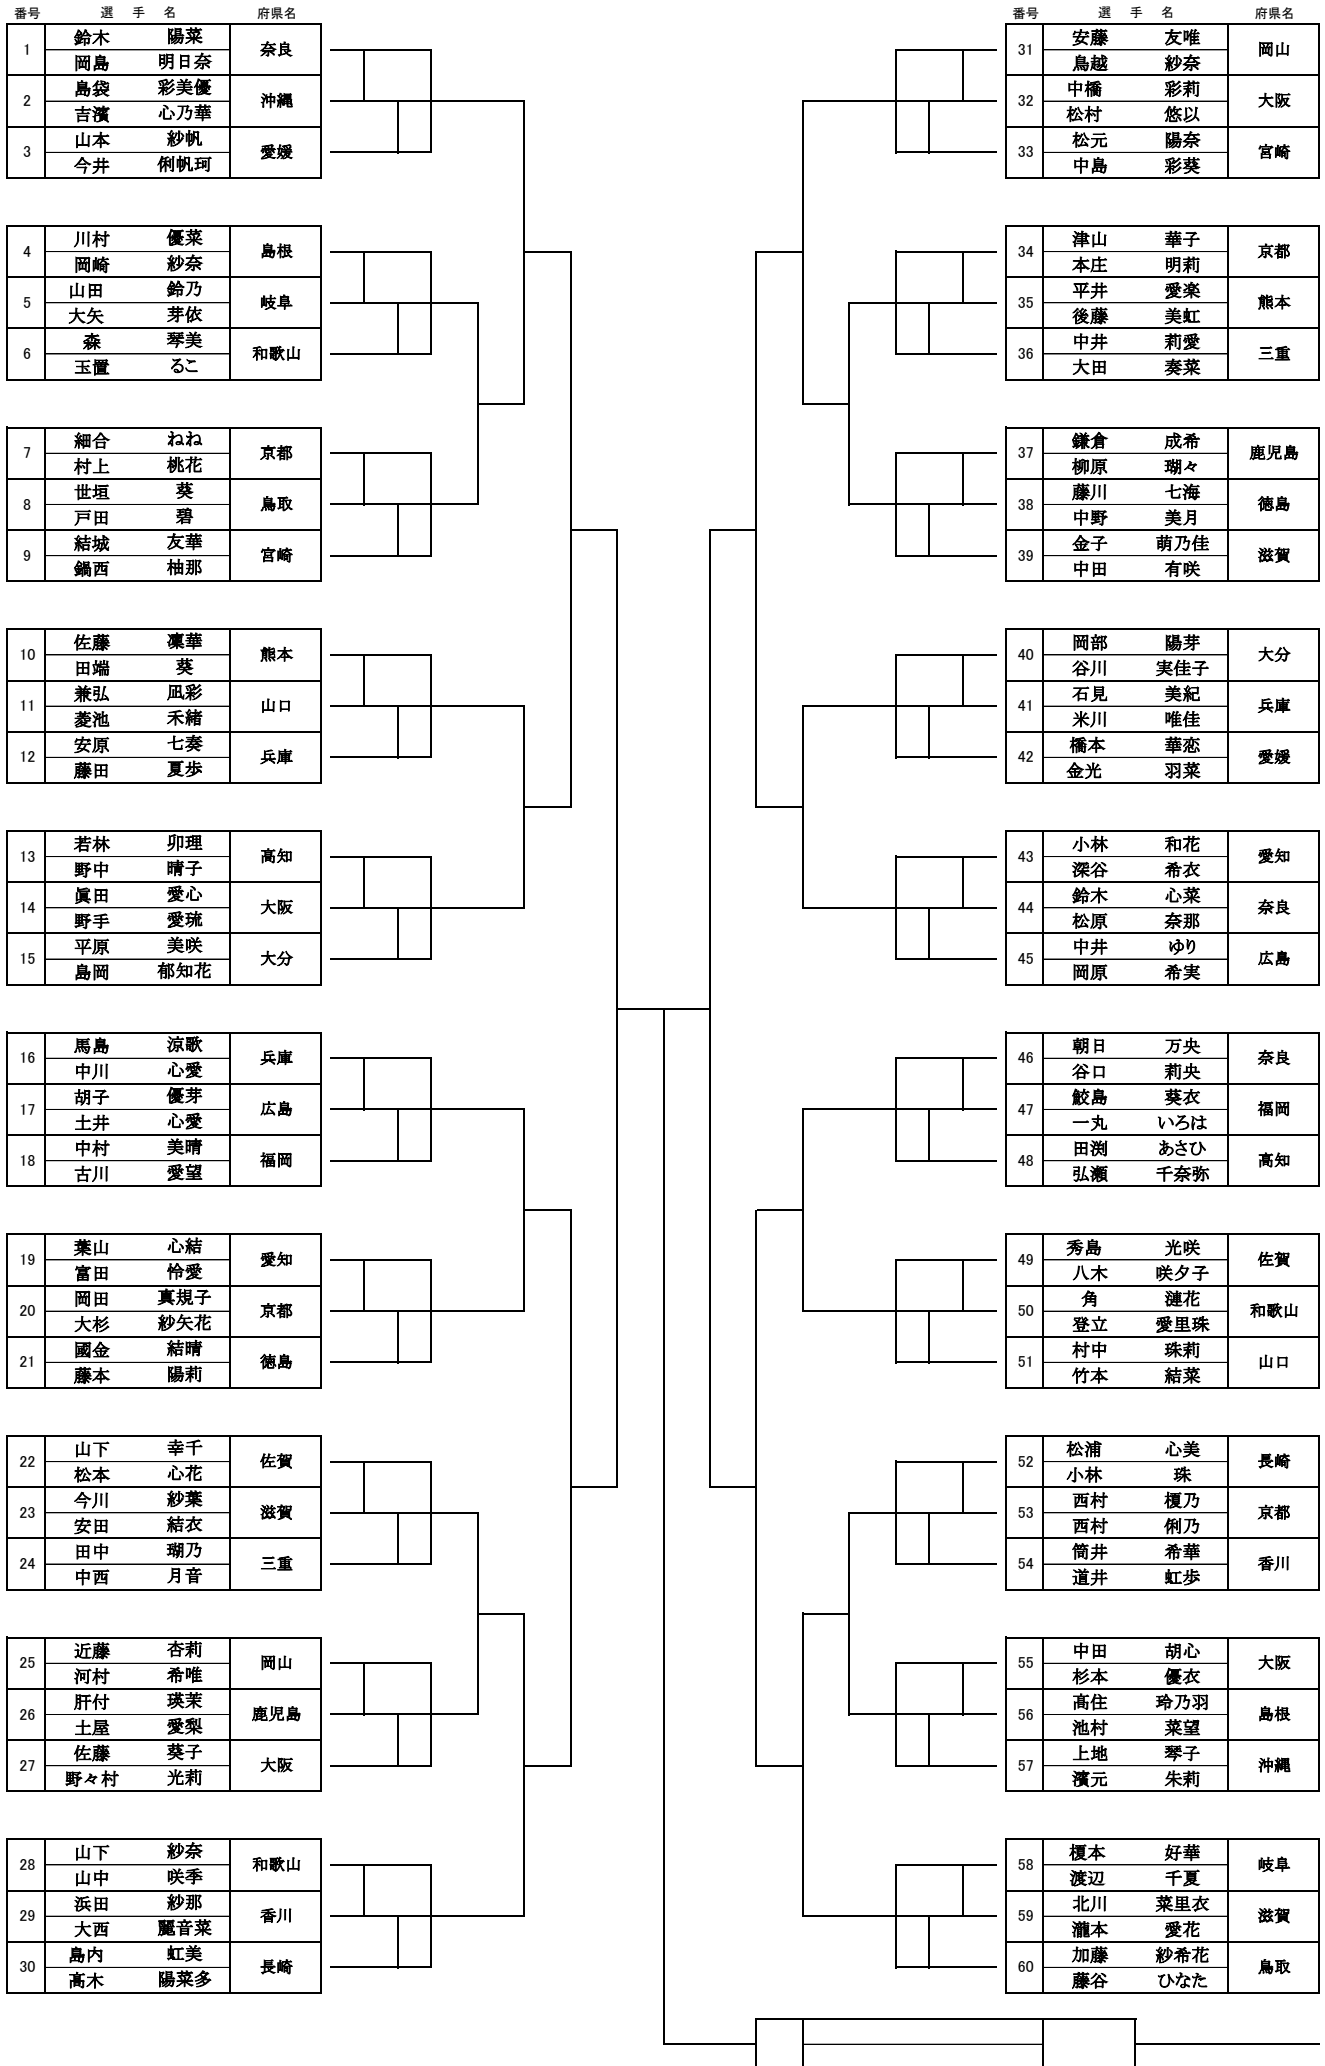 番号 選 手 名 府県名
1 鈴木 陽菜 奈良
岡島 明日奈
2 島袋 彩美優 沖縄
吉濱 心乃華
3 山本 紗帆 愛媛
今井 俐帆珂
4 川村 優菜 島根
岡崎 紗奈
5 山田 鈴乃 岐阜
大矢 芽依
6 森 琴美 和歌山
玉置 るこ
7 細合 ねね 京都
村上 桃花
8 世垣 葵 鳥取
戸田 碧
9 結城 友華 宮崎
鍋西 柚那
10 佐藤 凜華 熊本
田端 葵
11 兼弘 凪彩 山口
菱池 禾緒
12 安原 七奏 兵庫
藤田 夏歩
13 若林 卯理 高知
野中 晴子
14 眞田 愛心 大阪
野手 愛琉
15 平原 美咲 大分
島岡 郁知花
16 馬島 涼歌 兵庫
中川 心愛
17 胡子 優芽 広島
土井 心愛
18 中村 美晴 福岡
古川 愛望
19 葉山 心結 愛知
富田 怜愛
20 岡田 真規子 京都
大杉 紗矢花
21 國金 結晴 徳島
藤本 陽莉
22 山下 幸千 佐賀
松本 心花
23 今川 紗葉 滋賀
安田 結衣
24 田中 瑚乃 三重
中西 月音
25 近藤 杏莉 岡山
河村 希唯
26 肝付 瑛茉 鹿児島
土屋 愛梨
27 佐藤 葵子 大阪
野々村 光莉
28 山下 紗奈 和歌山
山中 咲季
29 浜田 紗那 香川
大西 麗音菜
30 島内 虹美 長崎
高木 陽菜多
番号 選 手 名 府県名
31 安藤 友唯 岡山
鳥越 紗奈
32 中橋 彩莉 大阪
松村 悠以
33 松元 陽奈 宮崎
中島 彩葵
34 津山 華子 京都
本庄 明莉
35 平井 愛楽 熊本
後藤 美虹
36 中井 莉愛 三重
大田 奏菜
37 鎌倉 成希 鹿児島
柳原 瑚々
38 藤川 七海 徳島
中野 美月
39 金子 萌乃佳 滋賀
中田 有咲
40 岡部 陽芽 大分
谷川 実佳子
41 石見 美紀 兵庫
米川 唯佳
42 橋本 華恋 愛媛
金光 羽菜
43 小林 和花 愛知
深谷 希衣
44 鈴木 心菜 奈良
松原 奈那
45 中井 ゆり 広島
岡原 希実
46 朝日 万央 奈良
谷口 莉央
47 鮫島 葵衣 福岡
一丸 いろは
48 田渕 あさひ 高知
弘瀬 千奈弥
49 秀島 光咲 佐賀
八木 咲夕子
50 角 漣花 和歌山
登立 愛里珠
51 村中 珠莉 山口
竹本 結菜
52 松浦 心美 長崎
小林 珠
53 西村 榎乃 京都
西村 俐乃
54 筒井 希華 香川
道井 虹歩
55 中田 胡心 大阪
杉本 優衣
56 高住 玲乃羽 島根
池村 菜望
57 上地 琴子 沖縄
濱元 朱莉
58 榎本 好華 岐阜
渡辺 千夏
59 北川 菜里衣 滋賀
瀧本 愛花
60 加藤 紗希花 鳥取
藤谷 ひなた